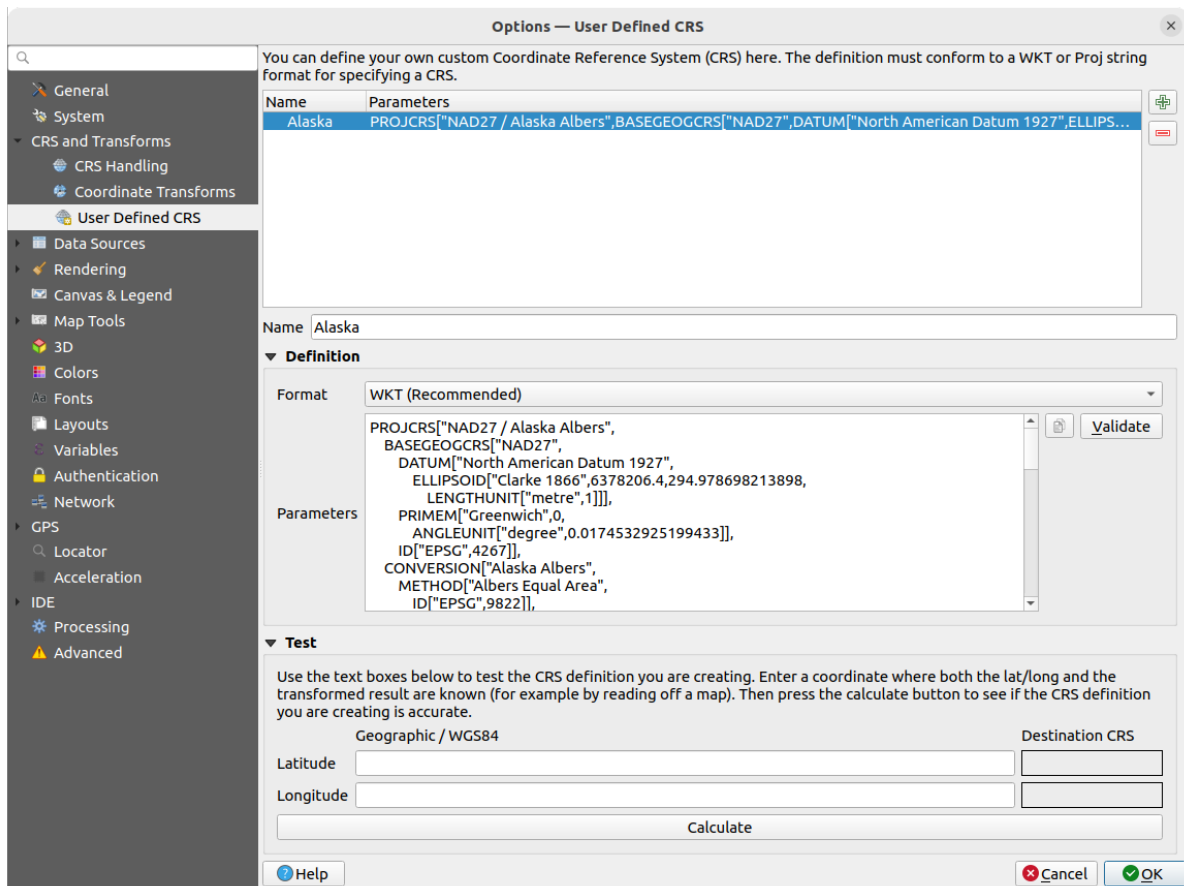 Options — User Defined CRS
General
System
CRS and Transforms
CRS Handling
Coordinate Transforms
User Defined CRS
Data Sources
Rendering
Canvas & Legend
Map Tools
3D
Colors
Aa Fonts
Layouts
Variables
Authentication
Network
GPS
Locator
Acceleration
IDE
Processing
Advanced
You can define your own custom Coordinate Reference System (CRS) here. The definition must conform to a WKT or Proj string
format for specifying a CRS.
Name Parameters
Alaska PROJCRS["NAD27 / Alaska Albers",BASEGEOGCRS["NAD27",DATUM["North American Datum 1927",ELLIPS...
Name Alaska
Definition
Format WKT (Recommended)
Parameters
PROJCRS["NAD27 / Alaska Albers",
BASEGEOGCRS["NAD27",
DATUM["North American Datum 1927",
ELLIPSOID["Clarke 1866",6378206.4,294.978698213898,
LENGTHUNIT["metre",1]]],
PRIMEM["Greenwich",0,
ANGLEUNIT["degree",0.0174532925199433]],
ID["EPSG",4267]],
CONVERSION["Alaska Albers",
METHOD["Albers Equal Area",
ID["EPSG",9822]],
Validate
Test
Use the text boxes below to test the CRS definition you are creating. Enter a coordinate where both the lat/long and the
transformed result are known (for example by reading off a map). Then press the calculate button to see if the CRS definition
you are creating is accurate.
Geographic / WGS84 Destination CRS
Latitude
Longitude
Calculate
Help Cancel OK